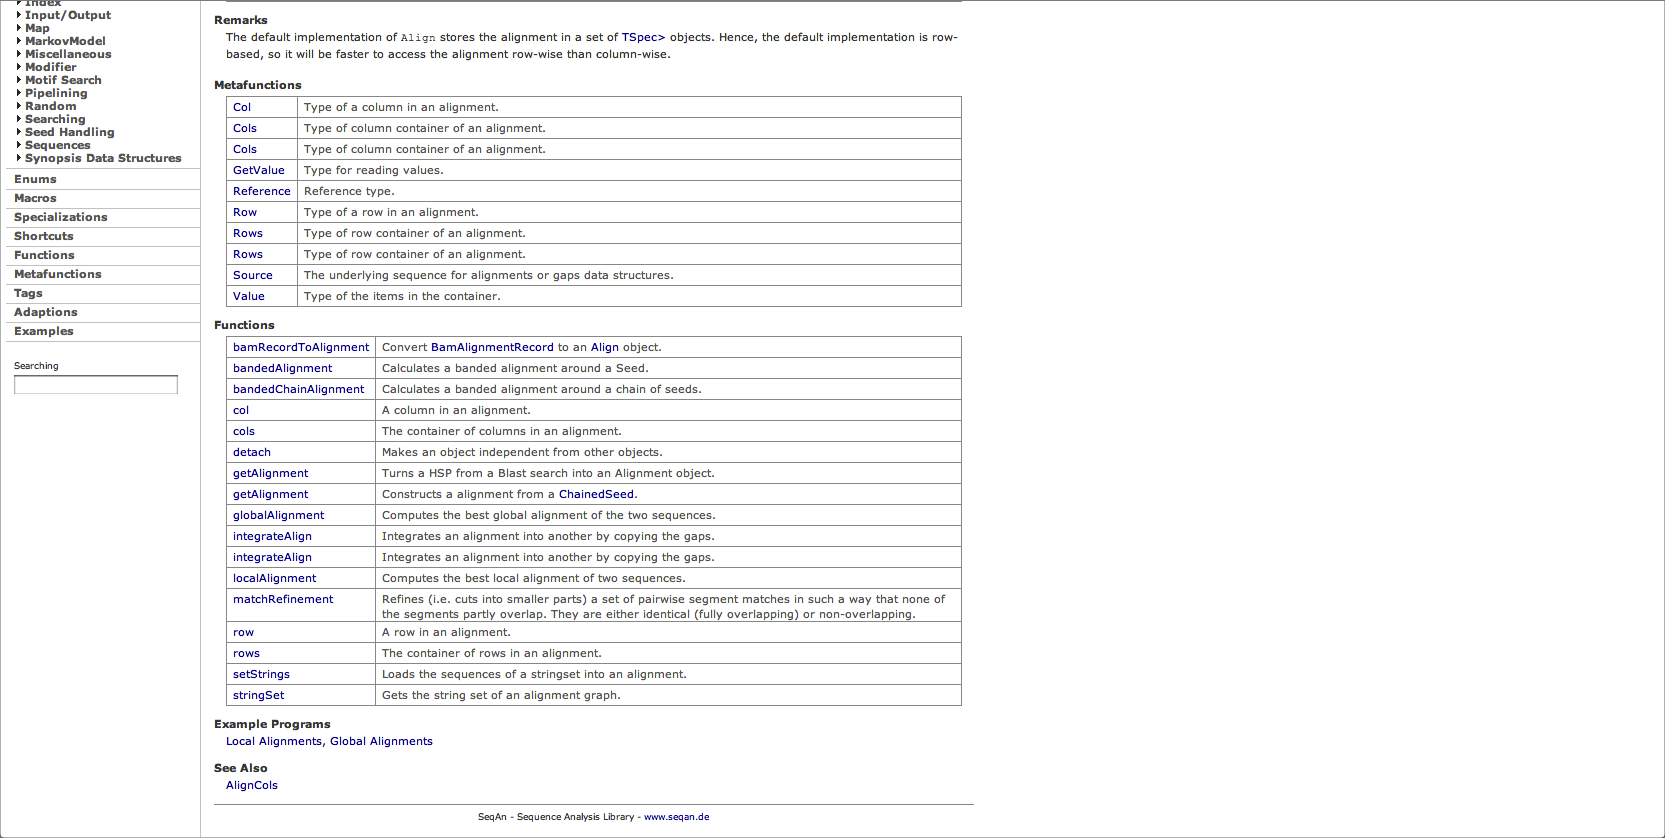 Index
Input/Output
Map
MarkovModel
Miscellaneous
Modifier
Motif Search
Pipelining
Random
Searching
Seed Handling
Sequences
Synopsis Data Structures
Enums
Macros
Specializations
Shortcuts
Functions
Metafunctions
Tags
Adaptions
Examples
Searching
Remarks
The default implementation of Align stores the alignment in a set of TSpec> objects. Hence, the default implementation is row-
based, so it will be faster to access the alignment row-wise than column-wise.
Metafunctions
Col Type of a column in an alignment.
Cols Type of column container of an alignment.
Cols Type of column container of an alignment.
GetValue Type for reading values.
Reference Reference type.
Row Type of a row in an alignment.
Rows Type of row container of an alignment.
Rows Type of row container of an alignment.
Source The underlying sequence for alignments or gaps data structures.
Value Type of the items in the container.
Functions
bamRecordToAlignment Convert BamAlignmentRecord to an Align object.
bandedAlignment Calculates a banded alignment around a Seed.
bandedChainAlignment Calculates a banded alignment around a chain of seeds.
col A column in an alignment.
cols The container of columns in an alignment.
detach Makes an object independent from other objects.
getAlignment Turns a HSP from a Blast search into an Alignment object.
getAlignment Constructs a alignment from a ChainedSeed.
globalAlignment Computes the best global alignment of the two sequences.
integrateAlign Integrates an alignment into another by copying the gaps.
integrateAlign Integrates an alignment into another by copying the gaps.
localAlignment Computes the best local alignment of two sequences.
matchRefinement Refines (i.e. cuts into smaller parts) a set of pairwise segment matches in such a way that none of
the segments partly overlap. They are either identical (fully overlapping) or non-overlapping.
row A row in an alignment.
rows The container of rows in an alignment.
setStrings Loads the sequences of a stringset into an alignment.
stringSet Gets the string set of an alignment graph.
Example Programs
Local Alignments, Global Alignments
See Also
AlignCols
SeqAn - Sequence Analysis Library - www.seqan.de